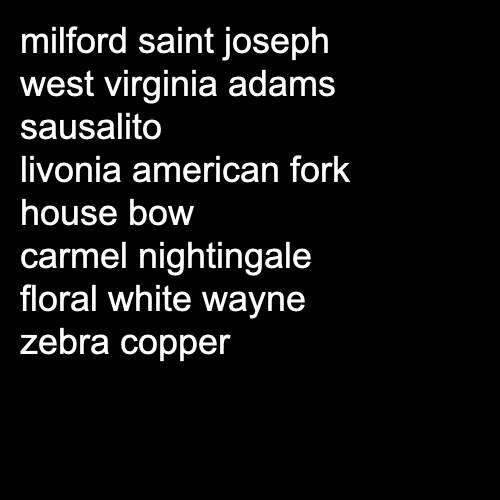 milford saint joseph
west virginia adams
sausalito
livonia american fork
house bow
carmel nightingale
floral white wayne
zebra copper